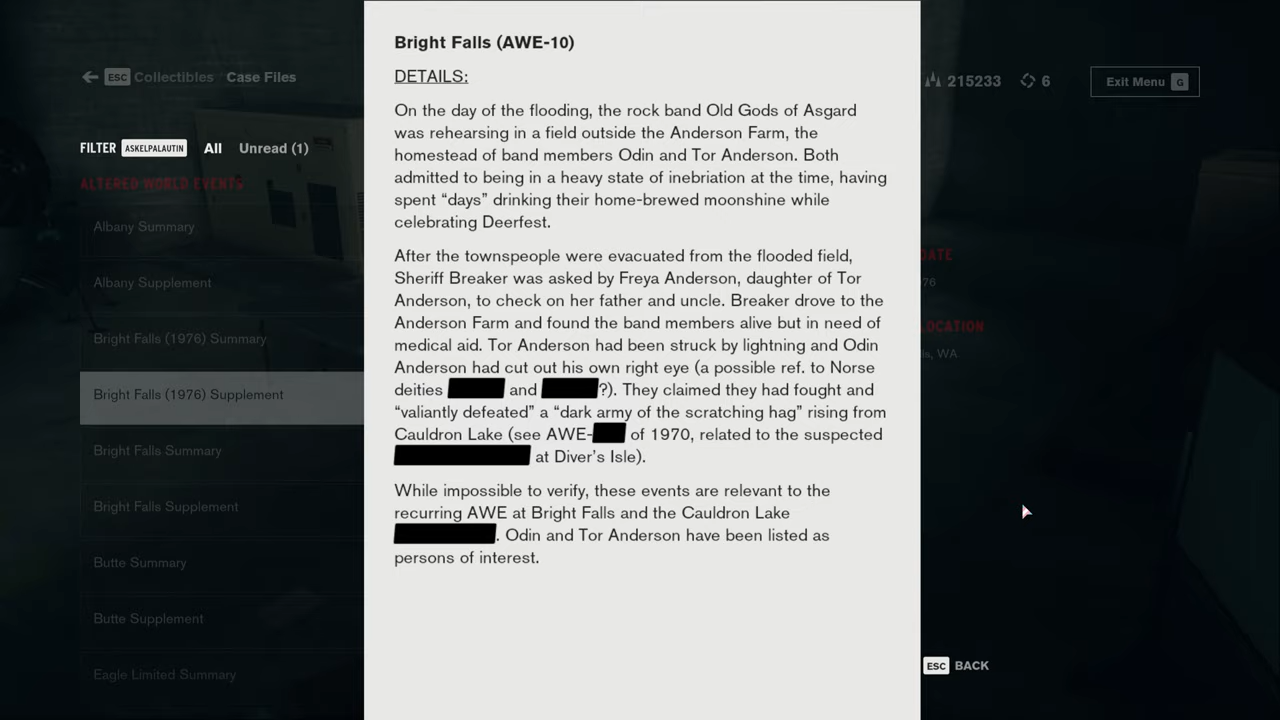 Bright Falls (AWE-10)
ESC Collectibles / Case Files
215233
6
Exit Menu G
FILTER ASKELPALAUTIN All Unread (1)
ALTERED WORLD EVENTS
Albany Summary
Albany Supplement
Bright Falls (1976) Summary
Bright Falls (1976) Supplement
Bright Falls Summary
Bright Falls Supplement
Butte Summary
Butte Supplement
Eagle Limited Summary
DETAILS:
On the day of the flooding, the rock band Old Gods of Asgard
was rehearsing in a field outside the Anderson Farm, the
homestead of band members Odin and Tor Anderson. Both
admitted to being in a heavy state of inebriation at the time, having
spent “days” drinking their home-brewed moonshine while
celebrating Deerfest.
After the townspeople were evacuated from the flooded field,
Sheriff Breaker was asked by Freya Anderson, daughter of Tor
Anderson, to check on her father and uncle. Breaker drove to the
Anderson Farm and found the band members alive but in need of
medical aid. Tor Anderson had been struck by lightning and Odin
Anderson had cut out his own right eye (a possible ref. to Norse
deities and ?). They claimed they had fought and
“valiantly defeated” a “dark army of the scratching hag” rising from
Cauldron Lake (see AWE- of 1970, related to the suspected
at Diver’s Isle).
While impossible to verify, these events are relevant to the
recurring AWE at Bright Falls and the Cauldron Lake
. Odin and Tor Anderson have been listed as
persons of interest.
DATE
76
LOCATION
ls, WA
ESC BACK